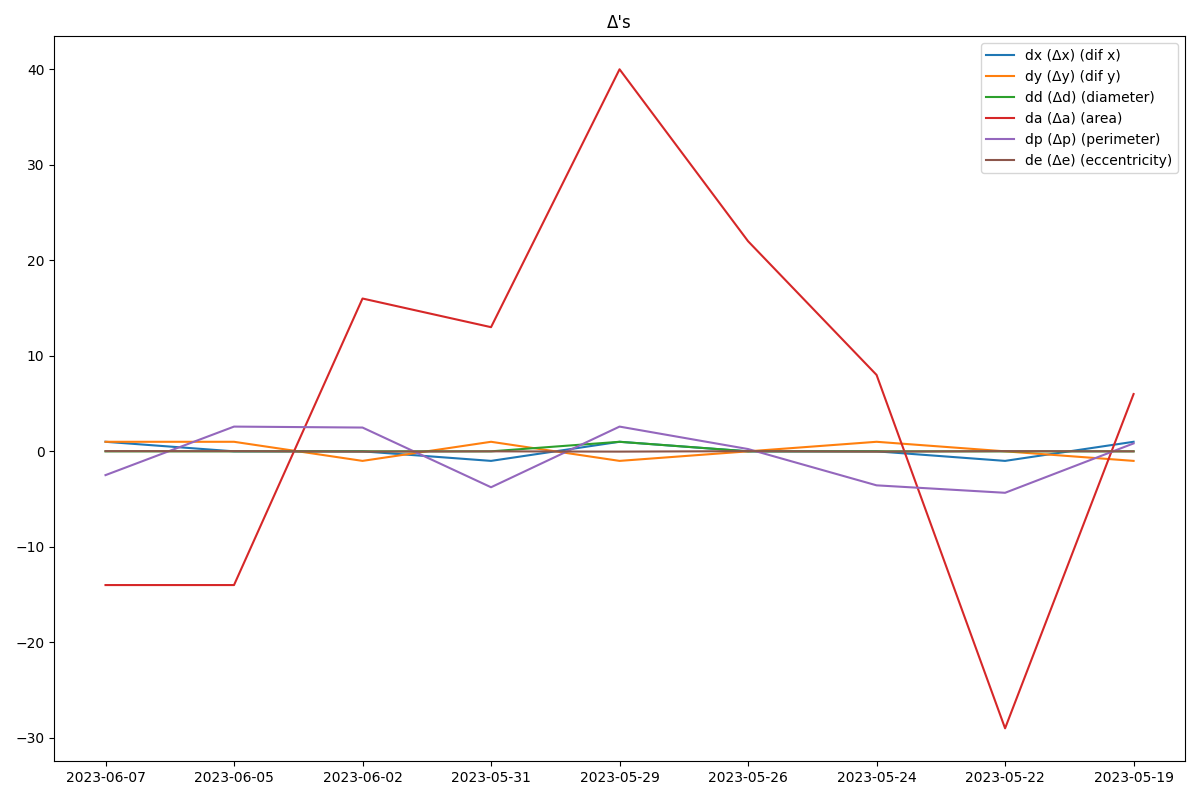 Δ's
dx (Δx) (dif x)
dy (Δy) (dif y)
dd (Δd) (diameter)
da (Δa) (area)
dp (Δp) (perimeter)
de (Δe) (eccentricity)
40
30
20
10
0
−10
−20
−30
2023-06-07 2023-06-05 2023-06-02 2023-05-31 2023-05-29 2023-05-26 2023-05-24 2023-05-22 2023-05-19